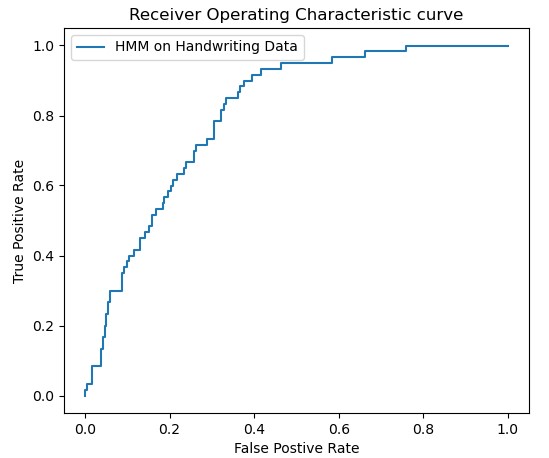 Receiver Operating Characteristic curve
HMM on Handwriting Data
True Positive Rate
1.0
0.8
0.6
0.4
0.2
0.0
0.0 0.2 0.4 0.6 0.8 1.0
False Postive Rate